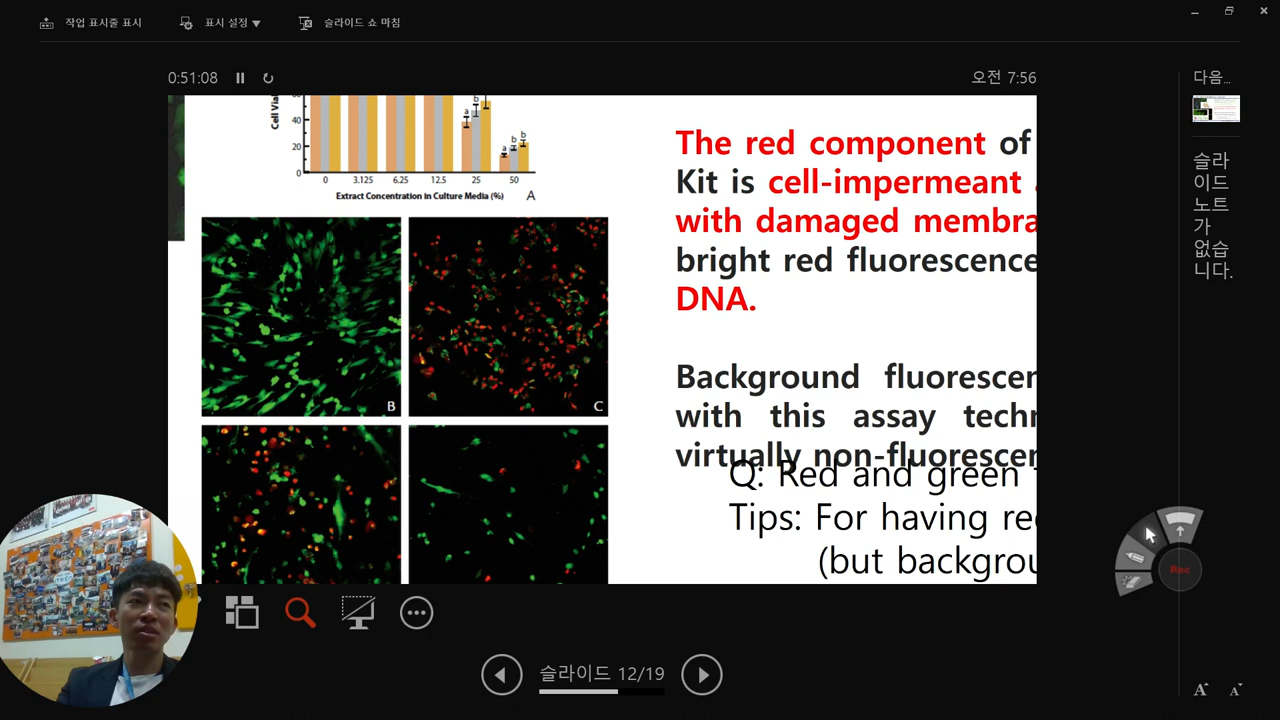 작업 표시줄 표시
표시 설정 ▼
슬라이드 쇼 마침
0:51:08
오전 7:56
다음...
Cell Via
40
20
0
a
b
a
b
b
0
3.125
6.25
12.5
25
50
Extract Concentration in Culture Media (%)
A
B
C
The red component of
Kit is cell-impermeant
with damaged membra
bright red fluorescence
DNA.
Background fluorescen
with this assay techn
virtually non-fluorescen
Q: Red and green
Tips: For having re
(but backgrou
슬라
이드
노트
가
없습
니다.
Rec
슬라이드 12/19
A
A